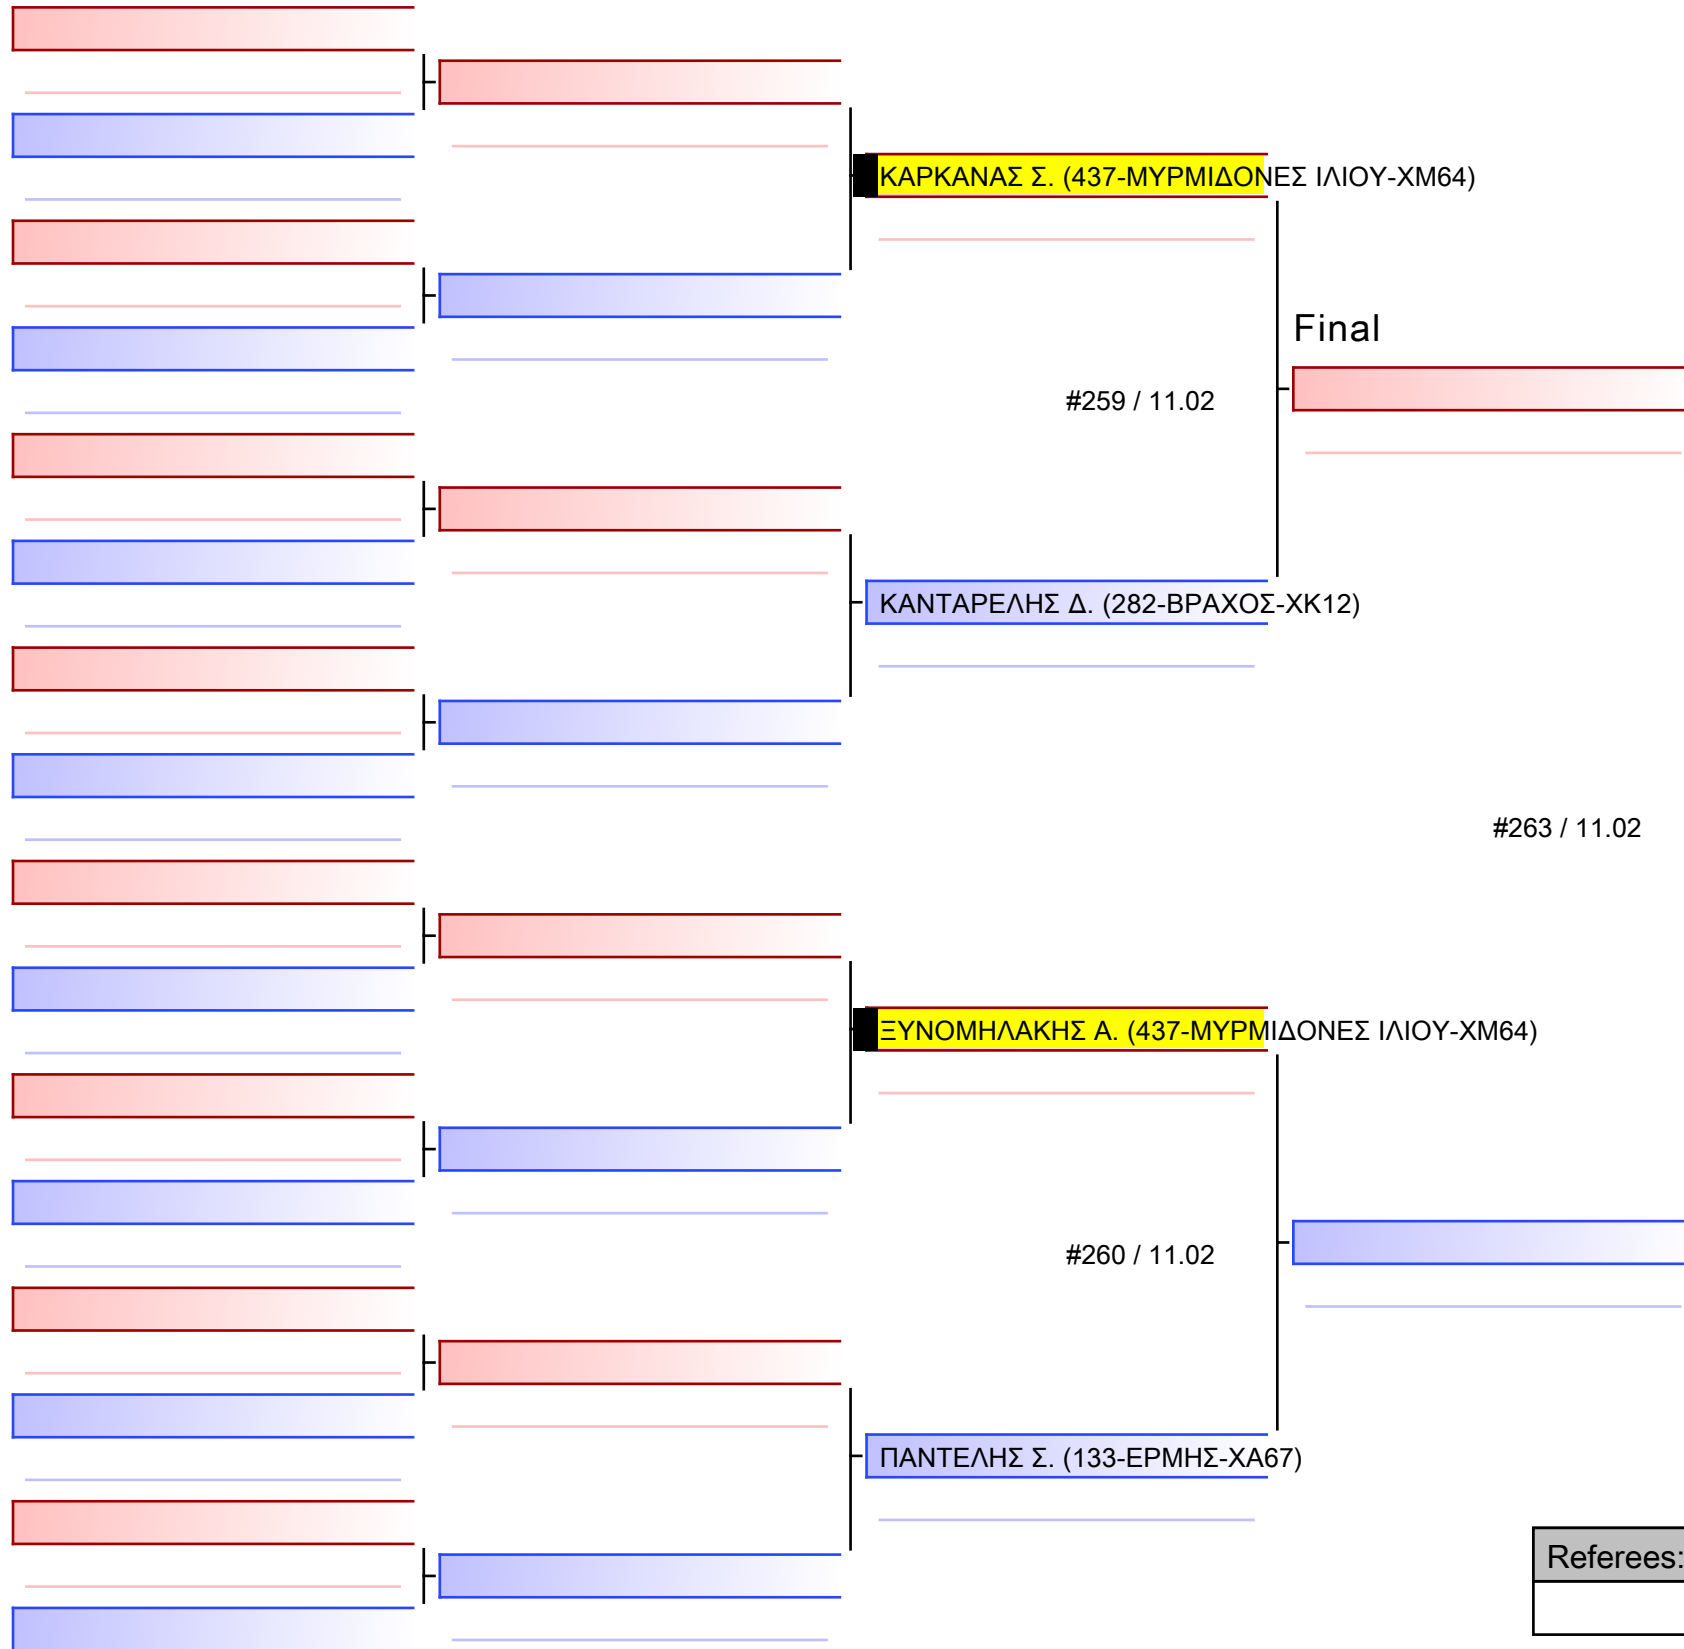 ΚΑΡΚΑΝΑΣ Σ. (437-ΜΥΡΜΙΔΟΝΕΣ ΙΛΙΟΥ-ΧΜ64)
Final
#259 / 11.02
ΚΑΝΤΑΡΕΛΗΣ Δ. (282-ΒΡΑΧΟΣ-ΧΚ12)
#263 / 11.02
ΞΥΝΟΜΗΛΑΚΗΣ Α. (437-ΜΥΡΜΙΔΟΝΕΣ ΙΛΙΟΥ-ΧΜ64)
#260 / 11.02
ΠΑΝΤΕΛΗΣ Σ. (133-ΕΡΜΗΣ-ΧΑ67)
Referees: